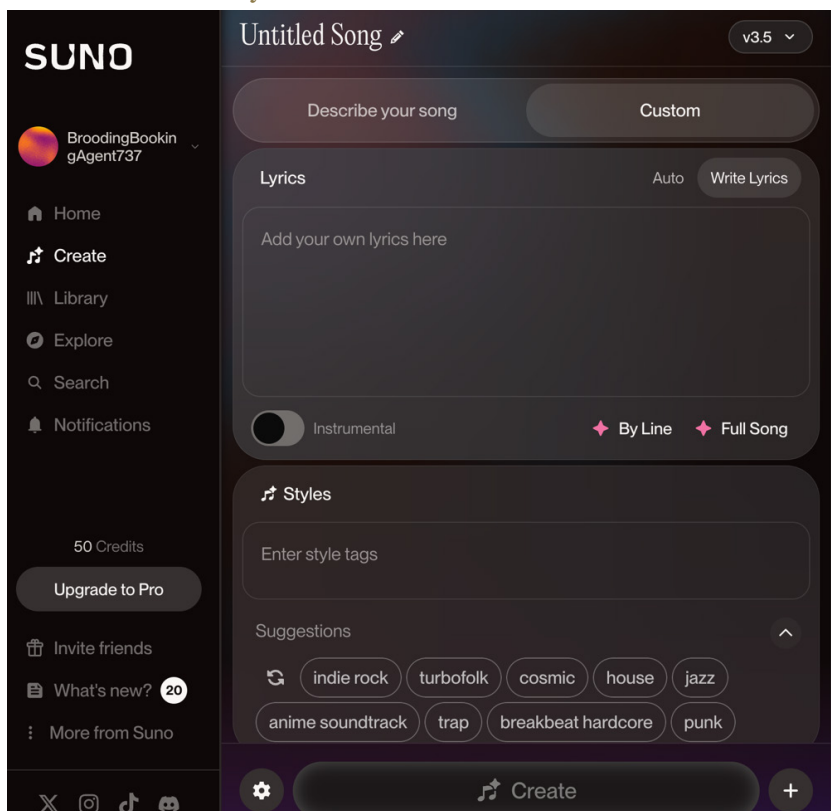 SUNO
BroodingBookin
gAgent737
Home
Create
Library
Explore
Search
Notifications
50 Credits
Upgrade to Pro
Invite friends
What's new? 20
More from Suno
Untitled Song
v3.5
Describe your song
Custom
Lyrics
Auto
Write Lyrics
Add your own lyrics here
Instrumental
By Line
Full Song
Styles
Enter style tags
Suggestions
indie rock
turbofolk
cosmic
house
jazz
anime soundtrack
trap
breakbeat hardcore
punk
Create